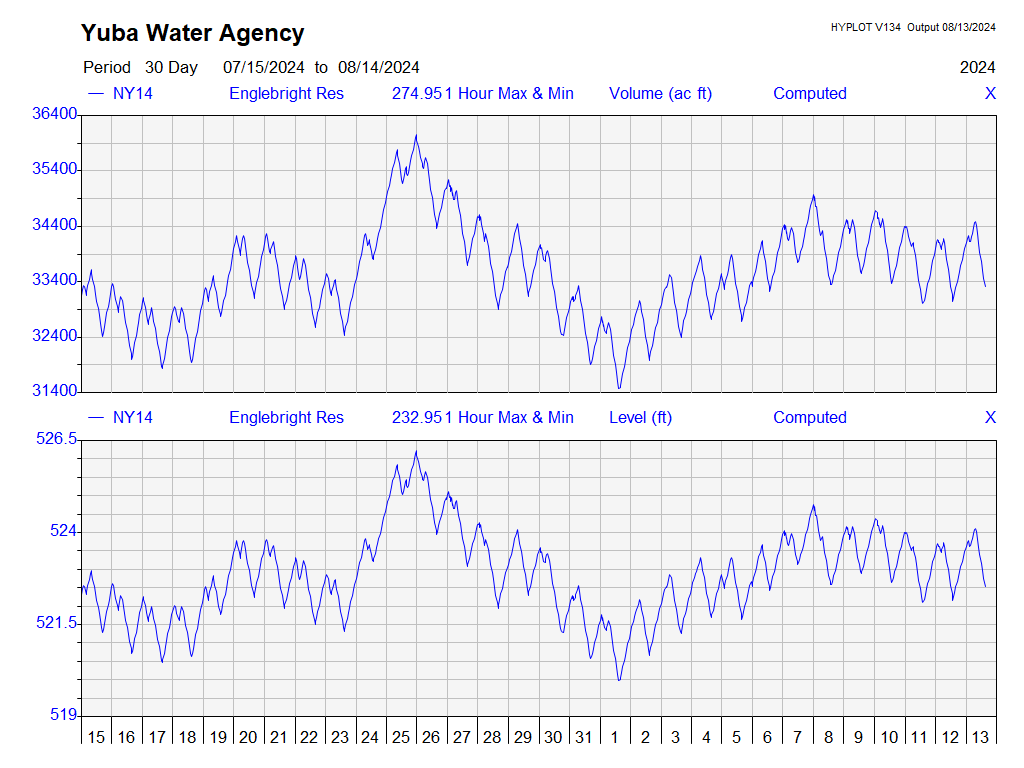 Yuba Water Agency
HYPLOT V134 Output 08/13/2024
Period 30 Day 07/15/2024 to 08/14/2024 2024
NY14 Englebright Res 274.951 Hour Max & Min Volume (ac ft) Computed X
36400
35400
34400
33400
32400
31400
NY14 Englebright Res 232.951 Hour Max & Min Level (ft) Computed X
526.5
524
521.5
519
15 16 17 18 19 20 21 22 23 24 25 26 27 28 29 30 31 1 2 3 4 5 6 7 8 9 10 11 12 13